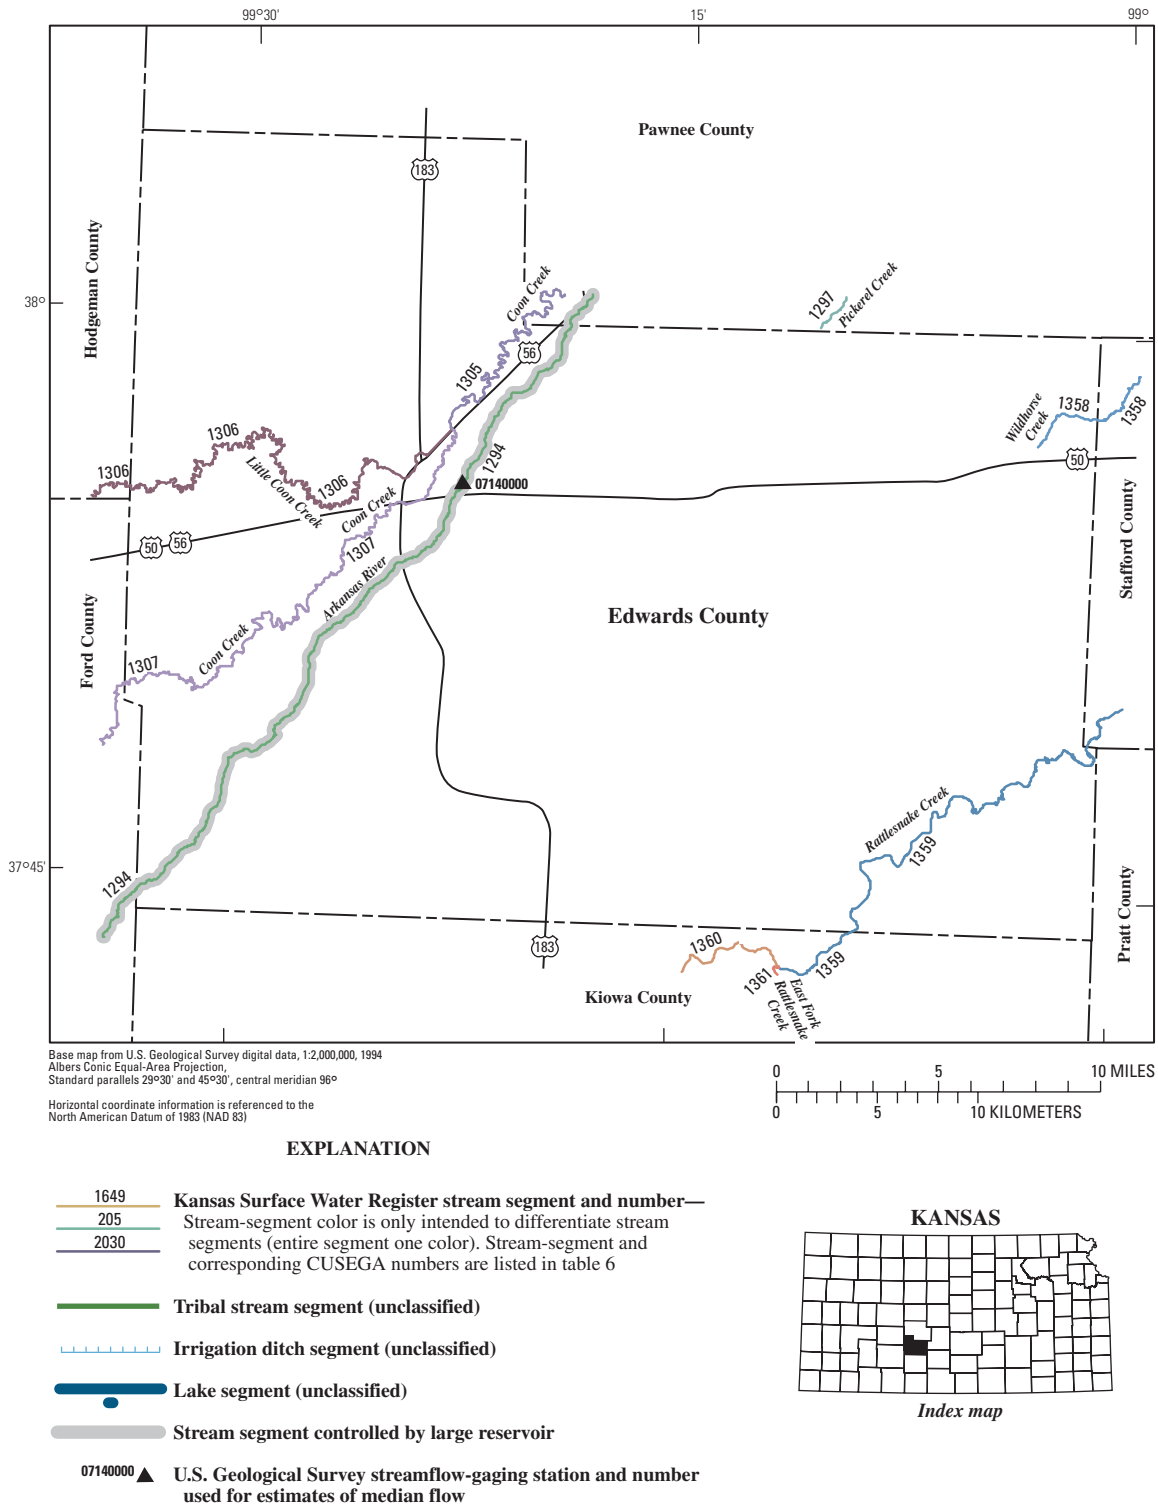 99°30'
15'
99°
Pawnee County
183
Hodgeman County
38°
Coon Creek
1297
Pickerel Creek
56
1305
Wildhorse
Creek
1358
1358
1306
1306
1306
Little Coon Creek
1294
50
07140000
Coon Creek
50
56
1307
Arkansas River
Stafford County
Ford County
Edwards County
Coon Creek
1307
Rattlesnake Creek
1359
37°45'
1294
Pratt County
183
1360
1359
1361
East Fork
Rattlesnake
Creek
Kiowa County
Base map from U.S. Geological Survey digital data, 1:2,000,000, 1994
Albers Conic Equal-Area Projection,
Standard parallels 29°30' and 45°30', central meridian 96°
Horizontal coordinate information is referenced to the
North American Datum of 1983 (NAD 83)
0 5 10 MILES
0 5 10 KILOMETERS
EXPLANATION
1649
205
2030
Kansas Surface Water Register stream segment and number—
Stream-segment color is only intended to differentiate stream
segments (entire segment one color). Stream-segment and
corresponding CUSEGA numbers are listed in table 6
Tribal stream segment (unclassified)
Irrigation ditch segment (unclassified)
Lake segment (unclassified)
Stream segment controlled by large reservoir
07140000
U.S. Geological Survey streamflow-gaging station and number
used for estimates of median flow
KANSAS
Index map